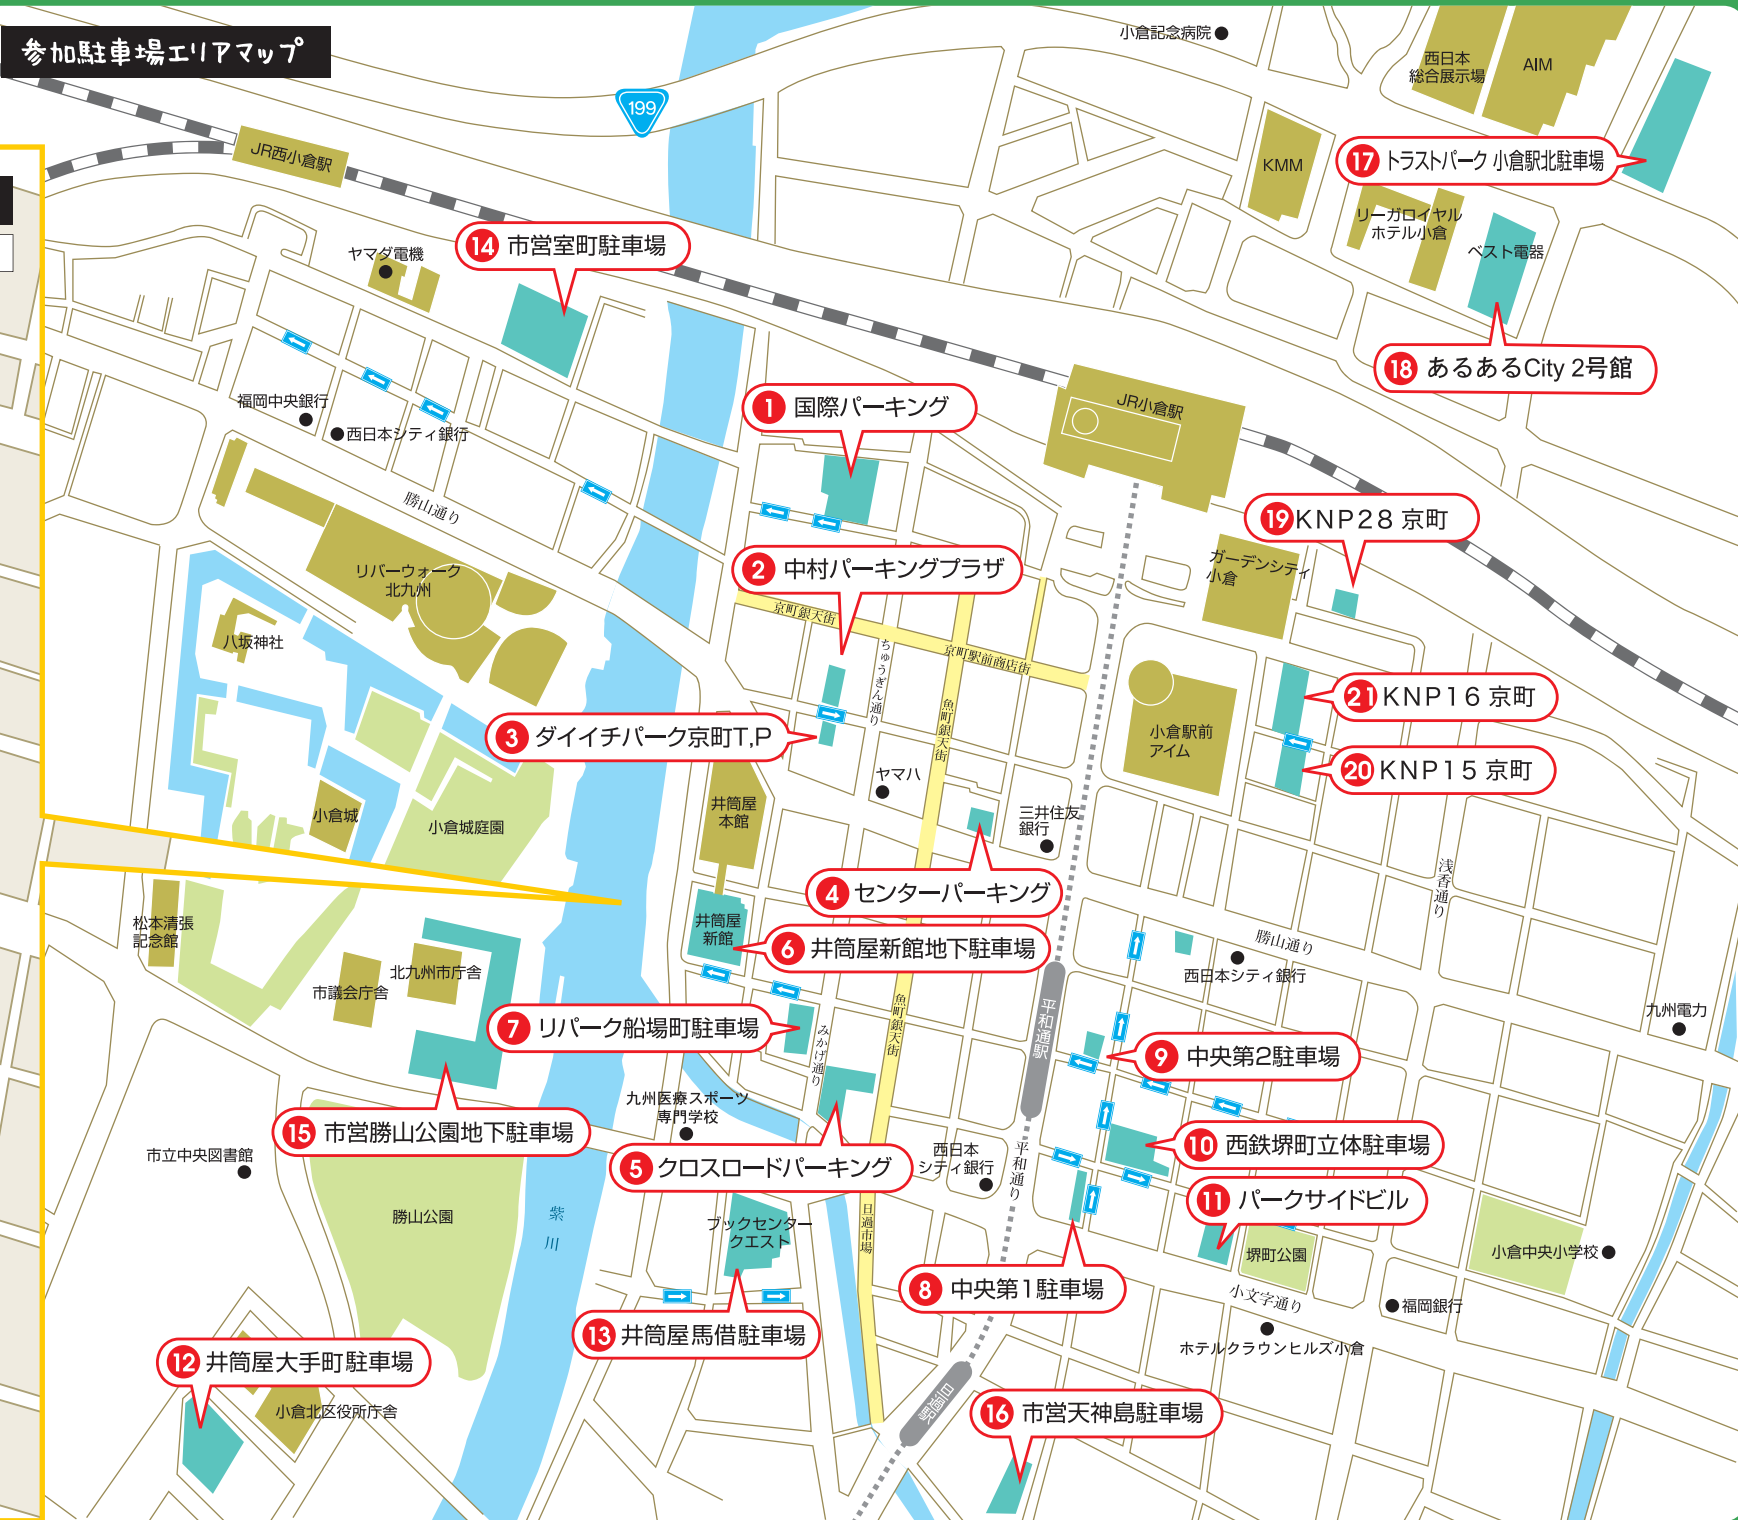 参加駐車場エリアマップ
小倉記念病院
西日本
総合展示場
AIM
199
JR西小倉駅
KMM
17 トラストパーク 小倉駅北駐車場
リーガロイヤル
ホテル小倉
ベスト電器
ヤマダ電機
14 市営室町駐車場
18 あるあるCity 2号館
福岡中央銀行
西日本シティ銀行
1 国際パーキング
JR小倉駅
勝山通り
19 KNP28 京町
リバーウォーク
北九州
2 中村パーキングプラザ
ガーデンシティ
小倉
京町銀天街
京町駅前商店街
八坂神社
ちゅうぎん通り
魚町銀天街
21 KNP16 京町
3 ダイイチパーク京町T,P
小倉駅前
アイム
20 KNP15 京町
ヤマハ
小倉城
小倉城庭園
井筒屋
本館
三井住友
銀行
4 センターパーキング
浅香通り
松本清張
記念館
井筒屋
新館
6 井筒屋新館地下駐車場
勝山通り
西日本シティ銀行
北九州市庁舎
市議会庁舎
7 リパーク船場町駐車場
魚町銀天街
平和通駅
九州電力
みかげ通り
9 中央第2駐車場
九州医療スポーツ
専門学校
15 市営勝山公園地下駐車場
市立中央図書館
5 クロスロードパーキング
西日本
シティ銀行
平和通り
10 西鉄堺町立体駐車場
11 パークサイドビル
勝山公園
紫川
ブックセンター
クエスト
旦過市場
堺町公園
小倉中央小学校
8 中央第1駐車場
小文字通り
福岡銀行
13 井筒屋馬借駐車場
ホテルクラウンヒルズ小倉
12 井筒屋大手町駐車場
小倉北区役所庁舎
旦過駅
16 市営天神島駐車場